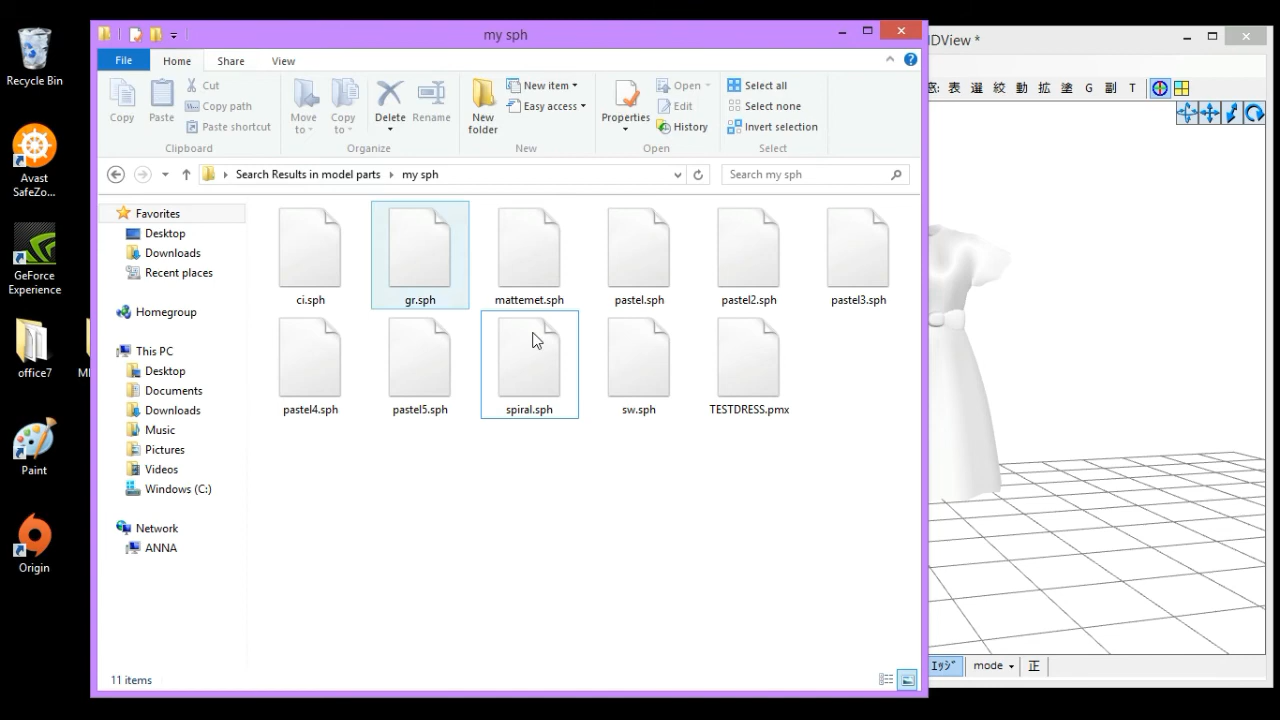 Recycle Bin
Avast
SafeZo...
GeForce
Experience
office7
Paint
Origin
my sph
File
Home
Share
View
Copy
Paste
Cut
Copy path
Paste shortcut
Clipboard
Move
to
Copy
to
Delete
Rename
Organize
New
folder
New item
Easy access
New
Properties
Open
Edit
History
Open
Select all
Select none
Invert selection
Select
Search Results in model parts
my sph
Search my sph
Favorites
Desktop
Downloads
Recent places
Homegroup
This PC
Desktop
Documents
Downloads
Music
Pictures
Videos
Windows (C:)
Network
ANNA
ci.sph
gr.sph
mattemet.sph
pastel.sph
pastel2.sph
pastel3.sph
pastel4.sph
pastel5.sph
spiral.sph
sw.sph
TESTDRESS.pmx
11 items
DView *
表 選 絞 動 拡 塗 G 副 T
ｴｯｼﾞ
mode
正